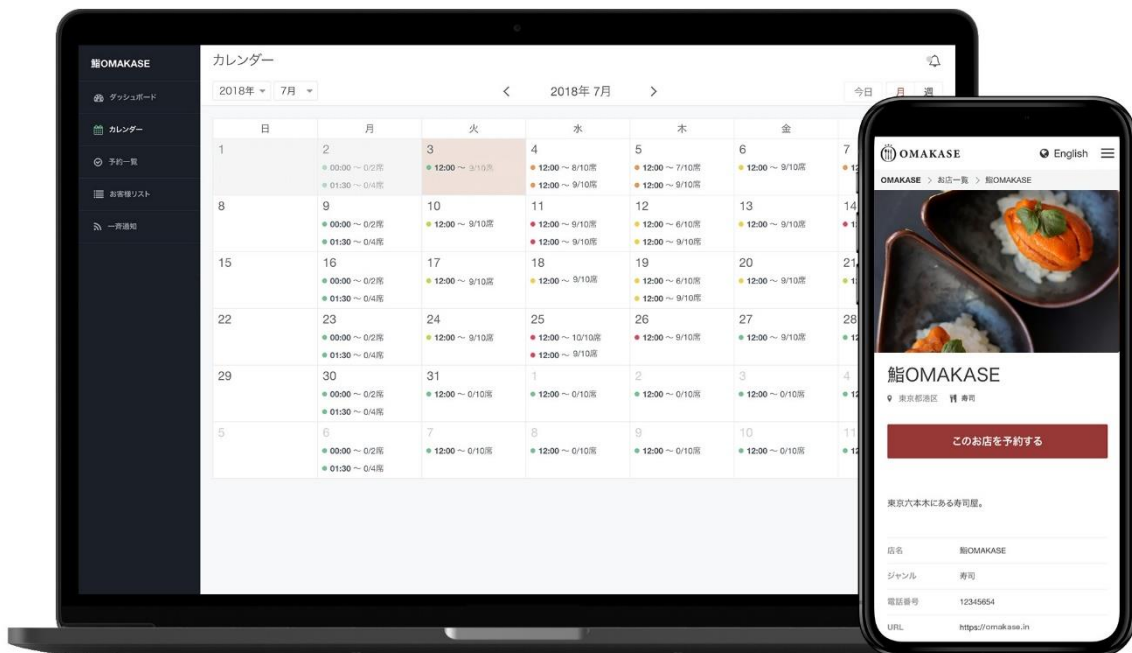 鮨OMAKASE
ダッシュボード
カレンダー
予約一覧
お客様リスト
一斉通知
カレンダー
2018年 7月 < 2018年 7月 > 今日 月 週
日 月 火 水 木 金
1 2 3 4 5 6 7
00:00 ~ 0/2席 12:00 ~ 9/10席 12:00 ~ 8/10席 12:00 ~ 7/10席 12:00 ~ 9/10席
01:30 ~ 0/4席 12:00 ~ 9/10席 12:00 ~ 9/10席
8 9 10 11 12 13 14
00:00 ~ 0/2席 12:00 ~ 9/10席 12:00 ~ 9/10席 12:00 ~ 6/10席 12:00 ~ 9/10席
01:30 ~ 0/4席 12:00 ~ 9/10席 12:00 ~ 9/10席
15 16 17 18 19 20 21
00:00 ~ 0/2席 12:00 ~ 9/10席 12:00 ~ 9/10席 12:00 ~ 6/10席 12:00 ~ 9/10席
01:30 ~ 0/4席 12:00 ~ 9/10席
22 23 24 25 26 27 28
00:00 ~ 0/2席 12:00 ~ 9/10席 12:00 ~ 10/10席 12:00 ~ 9/10席 12:00 ~ 9/10席
01:30 ~ 0/4席 12:00 ~ 9/10席
29 30 31 1 2 3 4
00:00 ~ 0/2席 12:00 ~ 0/10席 12:00 ~ 0/10席 12:00 ~ 0/10席 12:00 ~ 0/10席
01:30 ~ 0/4席
5 6 7 8 9 10 11
00:00 ~ 0/2席 12:00 ~ 0/10席 12:00 ~ 0/10席 12:00 ~ 0/10席 12:00 ~ 0/10席
01:30 ~ 0/4席
OMAKASE English
OMAKASE > お店一覧 > 鮨OMAKASE
鮨OMAKASE
東京都港区 寿司
このお店を予約する
東京六本木にある寿司屋。
店名 鮨OMAKASE
ジャンル 寿司
電話番号 12345654
URL https://omakase.in